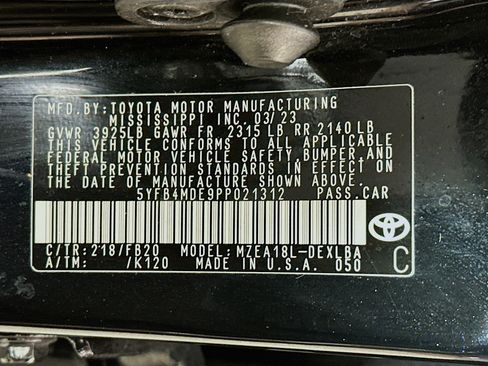 MFD.BY: TOYOTA MOTOR MANUFACTURING
MISSISSIPPI INC. 03/23
GVWR 3925LB GAWR FR 2315 LB RR 2140 LB
THIS VEHICLE CONFORMS TO ALL APPLICABLE
FEDERAL MOTOR VEHICLE SAFETY, BUMPER, AND
THEFT PREVENTION STANDARDS IN EFFECT ON
THE DATE OF MANUFACTURE SHOWN ABOVE.
5YFB4MDE9PP021312 PASS.CAR
C/TR: 218/FB20 MODEL: MZEA18L-DEXLBA
A/TM: /K120 MADE IN U.S.A. 050
C